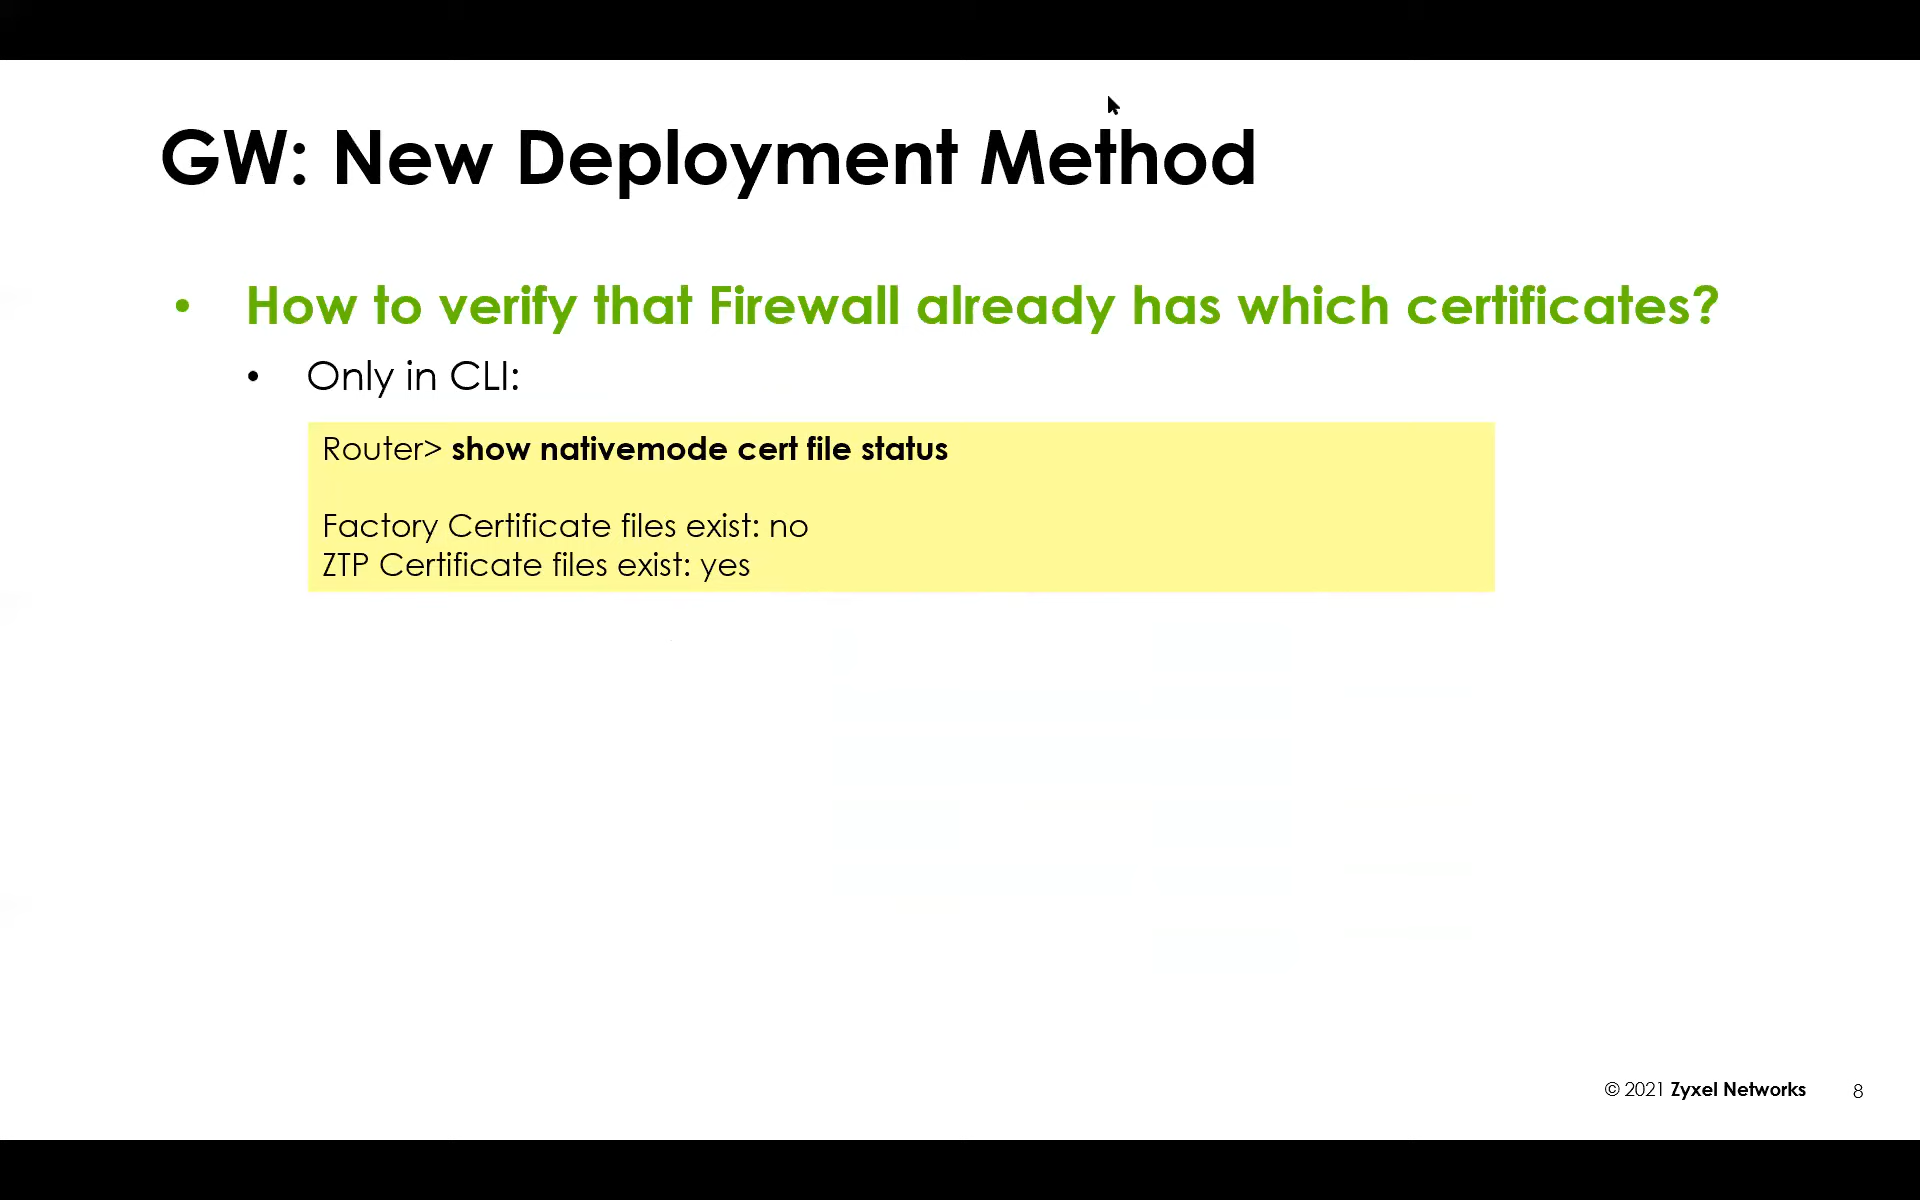 GW: New Deployment Method
• How to verify that Firewall already has which certificates?
• Only in CLI:
Router> show nativemode cert file status
Factory Certificate files exist: no
ZTP Certificate files exist: yes
© 2021 Zyxel Networks 8